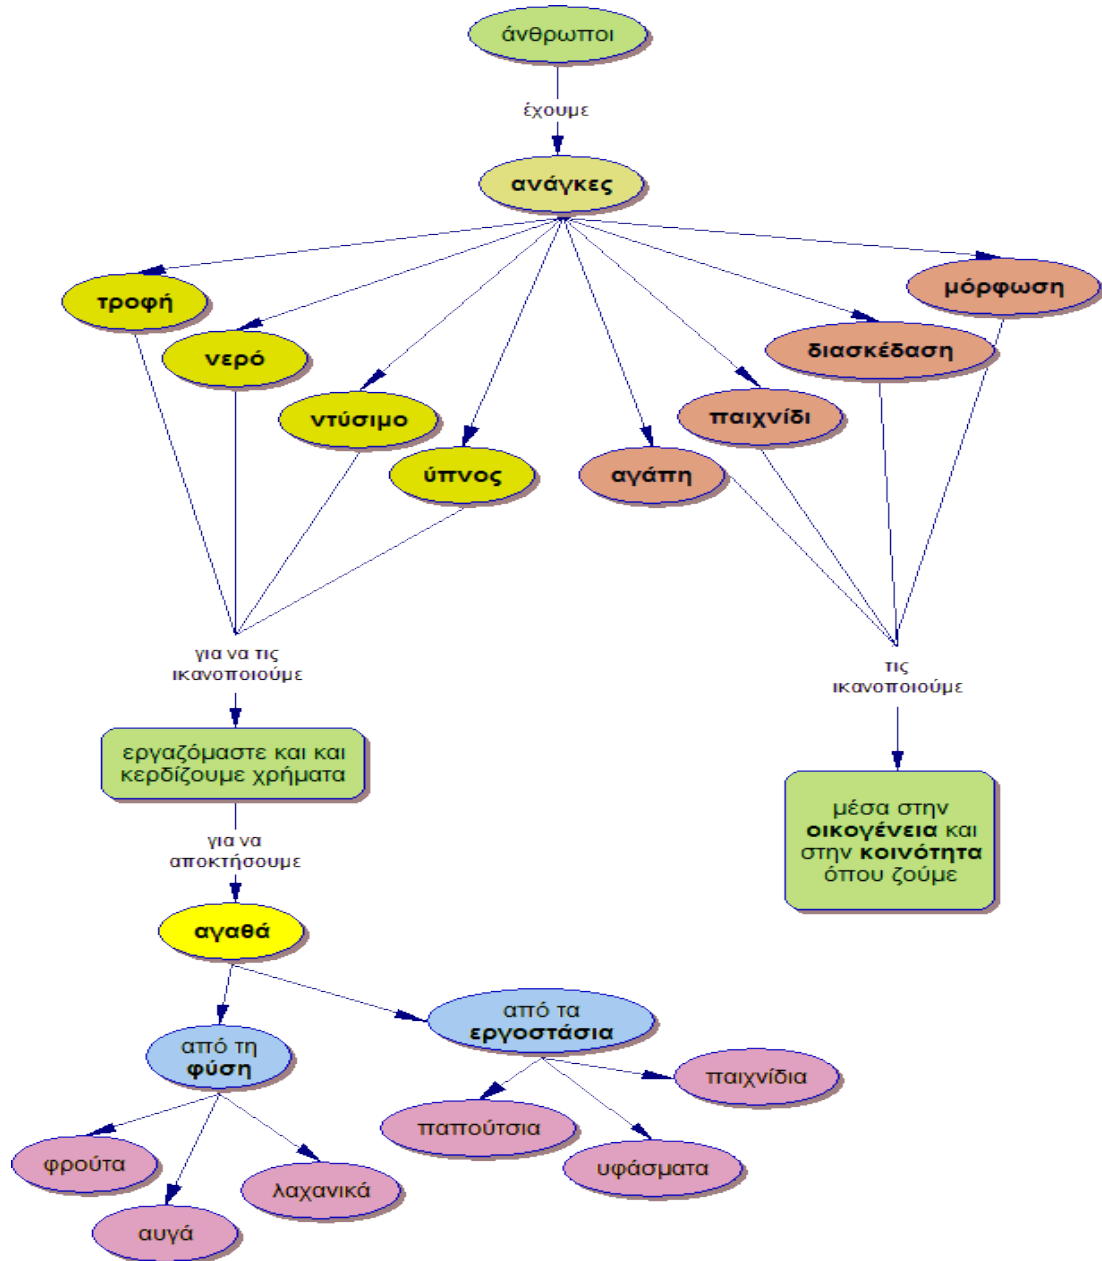 άνθρωποι
έχουμε
ανάγκες
τροφή
νερό
ντύσιμο
ύπνος
αγάπη
παιχνίδι
διασκέδαση
μόρφωση
για να τις
ικανοποιούμε
εργαζόμαστε και και
κερδίζουμε χρήματα
για να
αποκτήσουμε
αγαθά
από τη
φύση
φρούτα
αυγά
λαχανικά
από τα
εργοστάσια
παπούτσια
υφάσματα
παιχνίδια
τις
ικανοποιούμε
μέσα στην
οικογένεια και
στην κοινότητα
όπου ζούμε